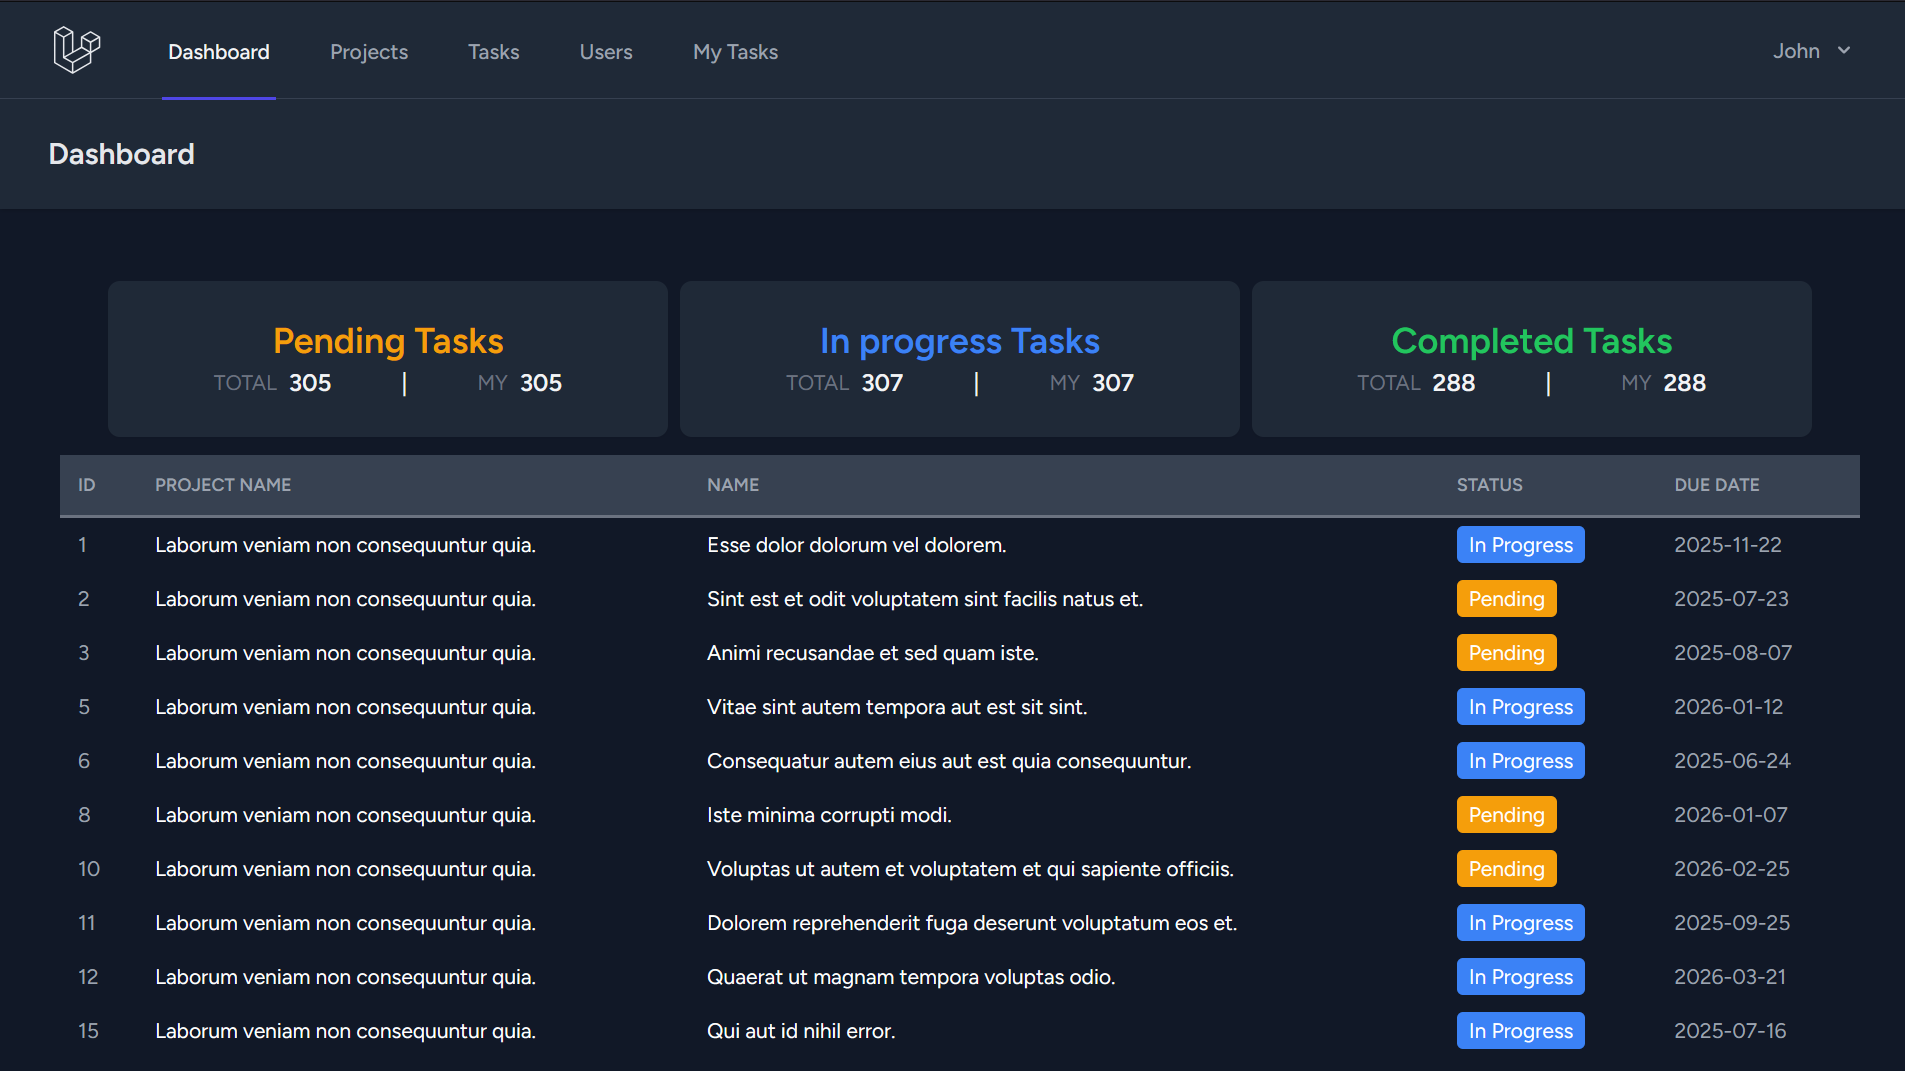 Dashboard Projects Tasks Users My Tasks John
Dashboard
Pending Tasks
TOTAL 305 | MY 305
In progress Tasks
TOTAL 307 | MY 307
Completed Tasks
TOTAL 288 | MY 288
ID PROJECT NAME NAME STATUS DUE DATE
1 Laborum veniam non consequuntur quia. Esse dolor dolorum vel dolorem. In Progress 2025-11-22
2 Laborum veniam non consequuntur quia. Sint est et odit voluptatem sint facilis natus et. Pending 2025-07-23
3 Laborum veniam non consequuntur quia. Animi recusandae et sed quam iste. Pending 2025-08-07
5 Laborum veniam non consequuntur quia. Vitae sint autem tempora aut est sit sint. In Progress 2026-01-12
6 Laborum veniam non consequuntur quia. Consequatur autem eius aut est quia consequuntur. In Progress 2025-06-24
8 Laborum veniam non consequuntur quia. Iste minima corrupti modi. Pending 2026-01-07
10 Laborum veniam non consequuntur quia. Voluptas ut autem et voluptatem et qui sapiente officiis. Pending 2026-02-25
11 Laborum veniam non consequuntur quia. Dolorem reprehenderit fuga deserunt voluptatum eos et. In Progress 2025-09-25
12 Laborum veniam non consequuntur quia. Quaerat ut magnam tempora voluptas odio. In Progress 2026-03-21
15 Laborum veniam non consequuntur quia. Qui aut id nihil error. In Progress 2025-07-16